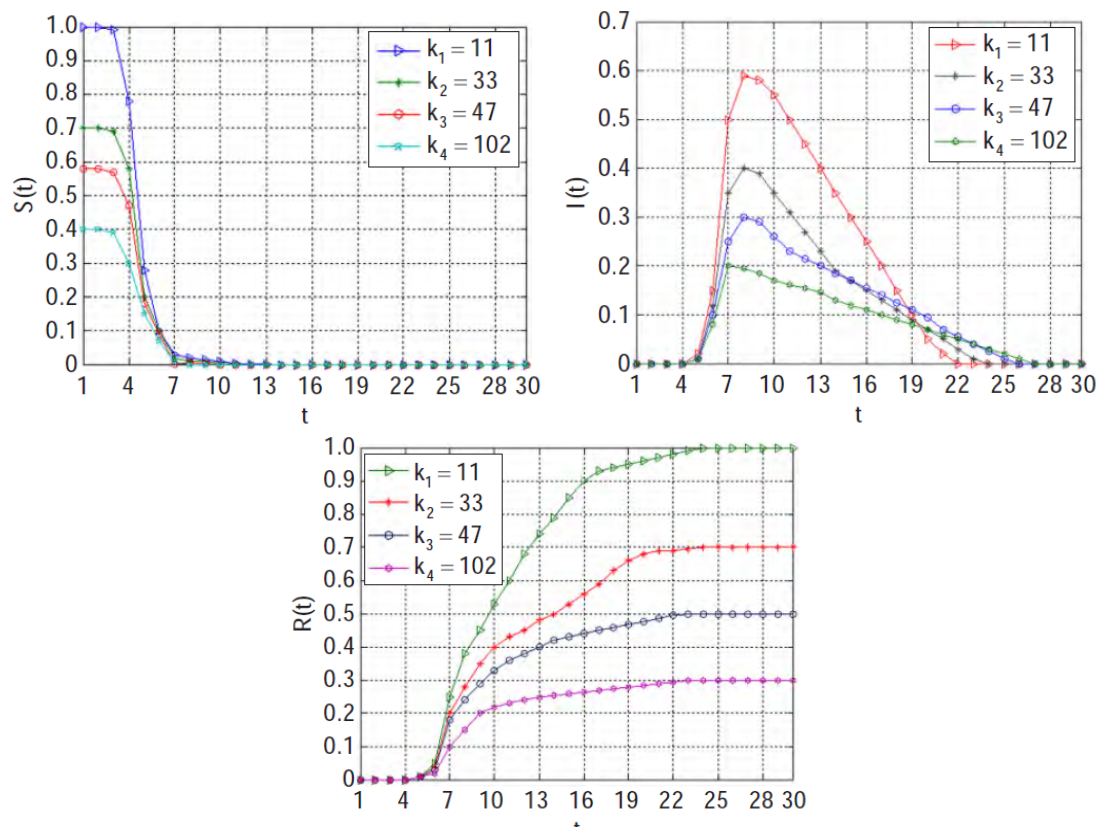 1.0
0.9
0.8
0.7
0.6
0.5
0.4
0.3
0.2
0.1
0
S(t)
1 4 7 10 13 16 19 22 25 28 30
t
k₁ = 11
k₂ = 33
k₃ = 47
k₄ = 102
0.7
0.6
0.5
0.4
0.3
0.2
0.1
0
I (t)
1 4 7 10 13 16 19 22 28 30
t
k₁ = 11
k₂ = 33
k₃ = 47
k₄ = 102
1.0
0.9
0.8
0.7
0.6
0.5
0.4
0.3
0.2
0.1
0
R(t)
1 4 7 10 13 16 19 22 25 28 30
k₁ = 11
k₂ = 33
k₃ = 47
k₄ = 102